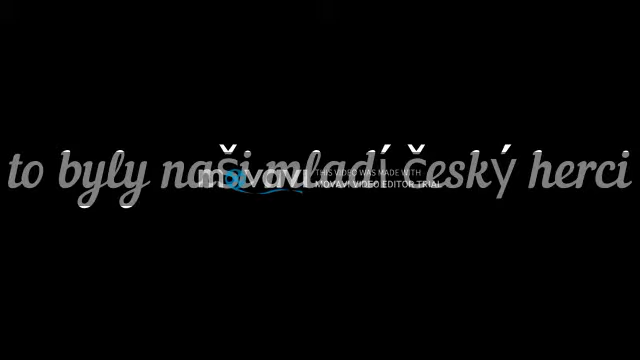 to byly naši mladí český herci
movavi
THIS VIDEO WAS MADE WITH
MOVAVI VIDEO EDITOR TRIAL